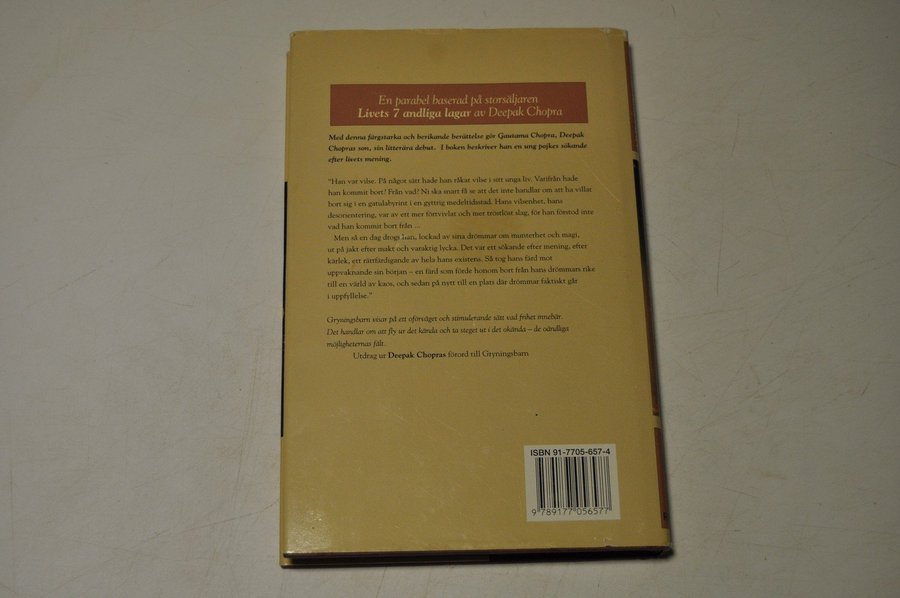 En parabel baserad på storsäljaren
Livets 7 andliga lagar av Deepak Chopra
Med denna färgstarka och berikande berättelse gör Gautama Chopra, Deepak
Chopras son, sin litterära debut. I boken beskriver han en ung pojkes sökande
efter livets mening.
"Han var vilse. På något sätt hade han råkat vilse i sitt unga liv. Varifrån hade
han kommit bort? Från vad? Ni ska snart få se att det inte handlar om att ha villat
bort sig i en gatulabyrint i en gyttrig medeltidsstad. Hans vilsenhet, hans
desorientering, var av ett mer förtvivlat och mer tröstlöst slag, för han förstod inte
vad han kommit bort från ...
Men så en dag drogs han, lockad av sina drömmar om munterhet och magi,
ut på jakt efter makt och varaktig lycka. Det var ett sökande efter mening, efter
kärlek, ett rättfärdigande av hela hans existens. Så tog hans färd mot
uppvaknande sin början – en färd som förde honom bort från hans drömmars rike
till en värld av kaos, och sedan på nytt till en plats där drömmar faktiskt går
i uppfyllelse."
Gryningsbarn visar på ett oförväget och stimulerande sätt vad frihet innebär.
Det handlar om att fly ur det kända och ta steget ut i det okända – de oändliga
möjligheternas fält.
Utdrag ur Deepak Chopras förord till Gryningsbarn
ISBN 91-7705-657-4
9 789177 056577